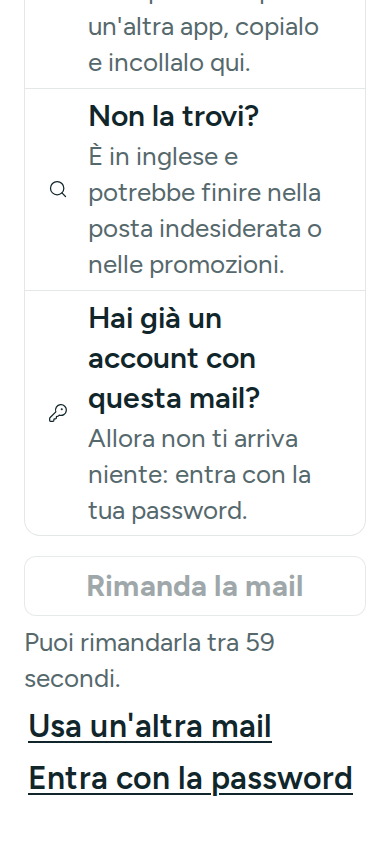 un'altra app, copialo
e incollalo qui.
Non la trovi?
È in inglese e
potrebbe finire nella
posta indesiderata o
nelle promozioni.
Hai già un
account con
questa mail?
Allora non ti arriva
niente: entra con la
tua password.
Rimanda la mail
Puoi rimandarla tra 59
secondi.
Usa un'altra mail
Entra con la password